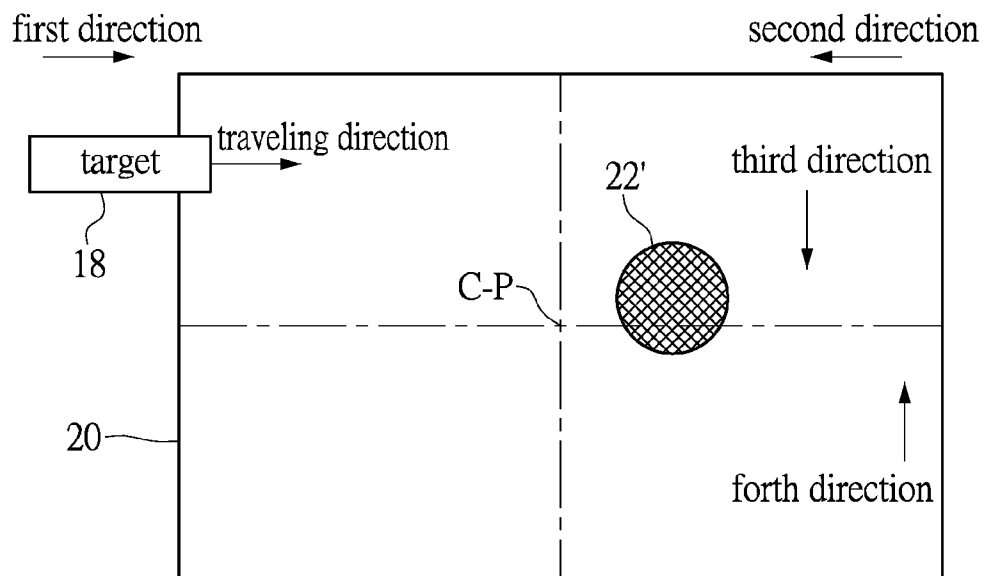 first direction
second direction
target
traveling direction
third direction
22'
18
C-P
20
forth direction